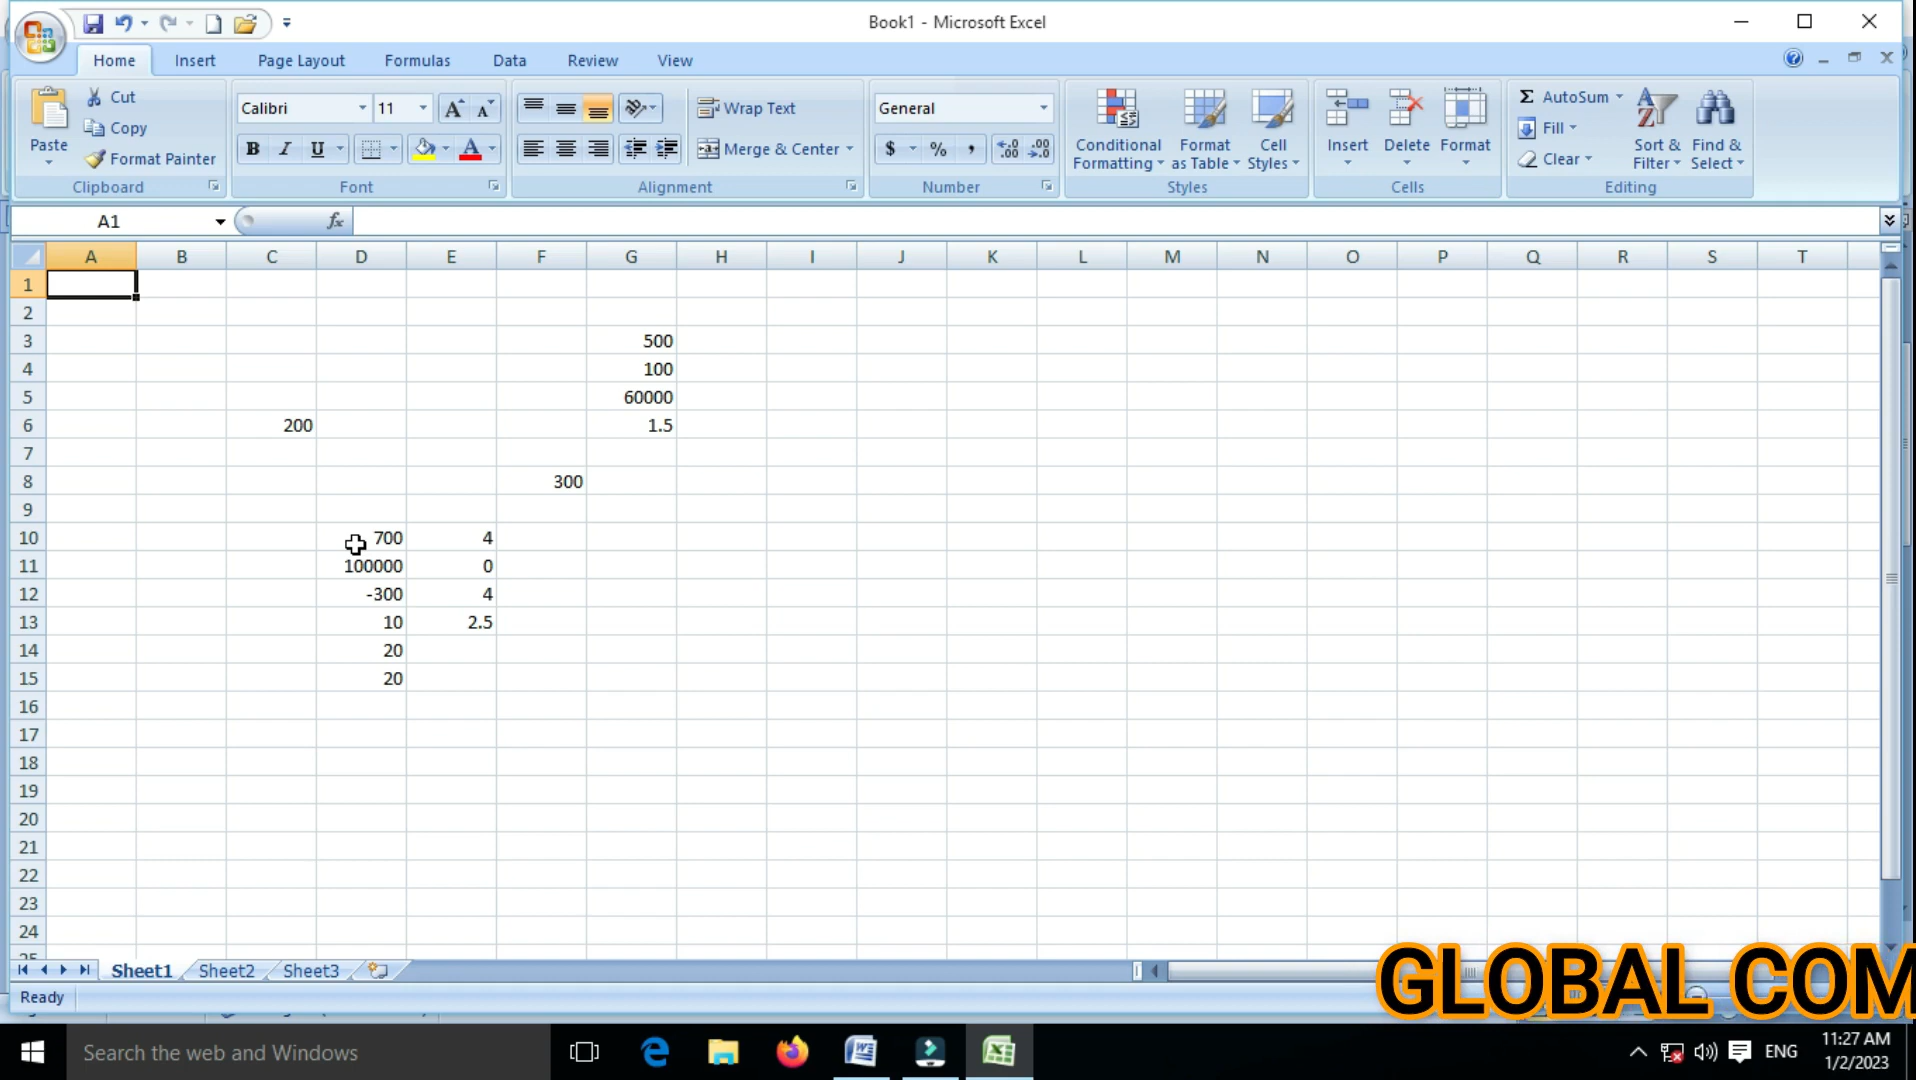 Book1 - Microsoft Excel
Home Insert Page Layout Formulas Data Review View
Paste
Cut
Copy
Format Painter
Clipboard
Calibri 11
B I U
Font
Wrap Text
Merge & Center
Alignment
General
$ % ,
Number
Conditional Formatting
Format as Table
Cell Styles
Styles
Insert Delete Format
Cells
Σ AutoSum
Fill
Clear
Sort & Filter
Find & Select
Editing
A1 fx
A B C D E F G H I J K L M N O P Q R S T
1
2
3 500
4 100
5 60000
6 200 1.5
7
8 300
9
10 700 4
11 100000 0
12 -300 4
13 10 2.5
14 20
15 20
16
17
18
19
20
21
22
23
24
25
Sheet1 Sheet2 Sheet3
Ready
GLOBAL COM
Search the web and Windows
ENG
11:27 AM
1/2/2023